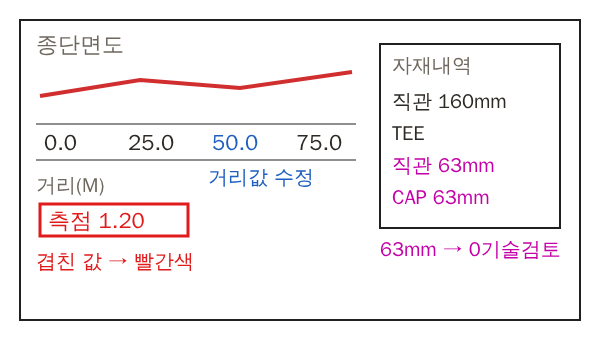 종단면도
0.0 25.0 50.0 75.0
거리값 수정
거리(M)
측점 1.20
겹친 값 → 빨간색
자재내역
직관 160mm
TEE
직관 63mm
CAP 63mm
63mm → 0기술검토